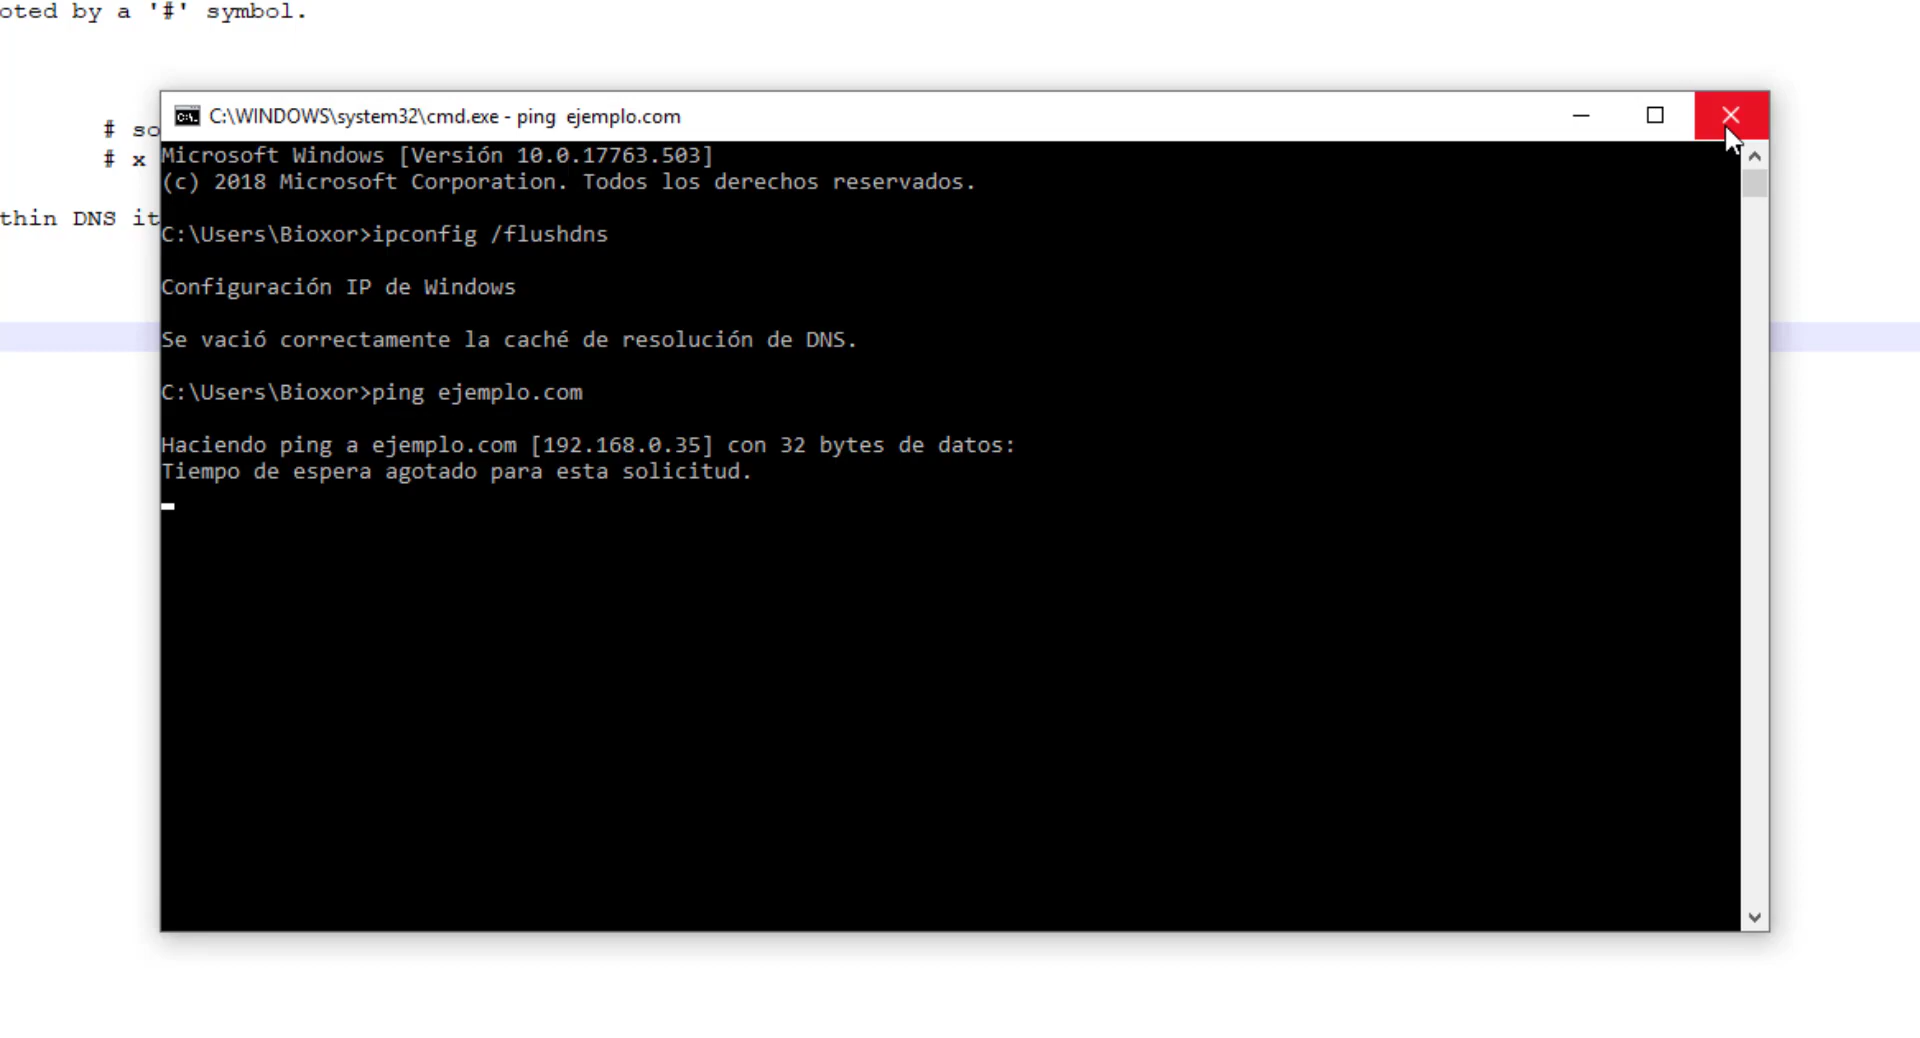 oted by a '#' symbol.
C:\WINDOWS\system32\cmd.exe - ping ejemplo.com
# so
# x
Microsoft Windows [Versión 10.0.17763.503]
(c) 2018 Microsoft Corporation. Todos los derechos reservados.
thin DNS it
C:\Users\Bioxor>ipconfig /flushdns
Configuración IP de Windows
Se vació correctamente la caché de resolución de DNS.
C:\Users\Bioxor>ping ejemplo.com
Haciendo ping a ejemplo.com [192.168.0.35] con 32 bytes de datos:
Tiempo de espera agotado para esta solicitud.